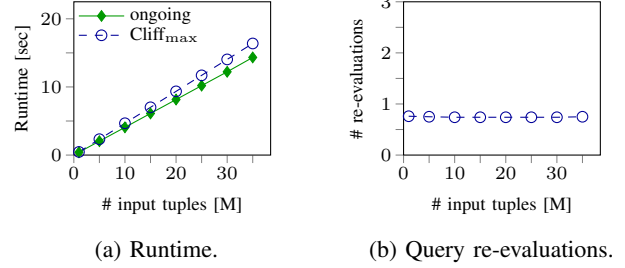 ongoing
Cliff_max
Runtime [sec]
20
10
0
0 10 20 30
# input tuples [M]
(a) Runtime.
# re-evaluations
3
2
1
0
0 10 20 30
# input tuples [M]
(b) Query re-evaluations.